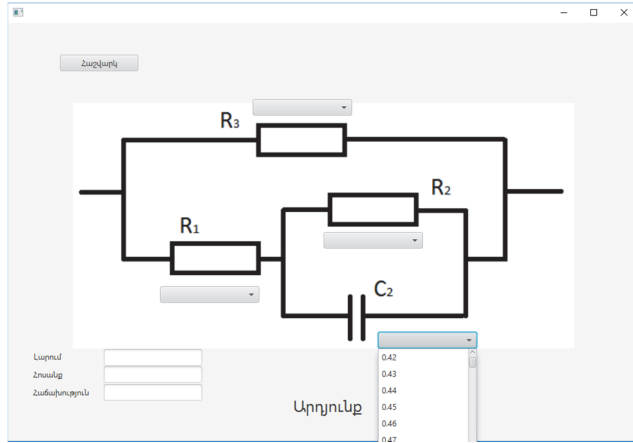 Հաշվարկ
R3
R2
R1
C2
0.42
0.43
0.44
0.45
0.46
0.47
Լարում
Հոսանք
Հաճախություն
Արդյունք